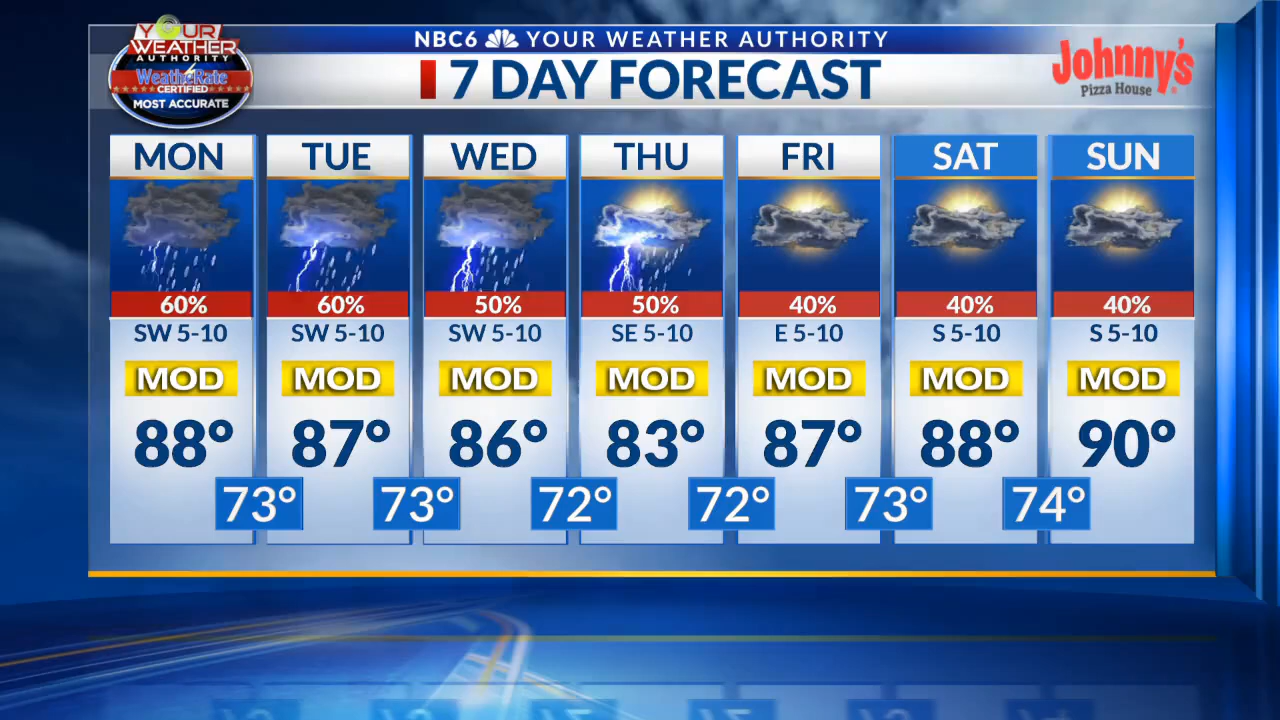 YOUR
WEATHER
AUTHORITY
WeatheRate
CERTIFIED
MOST ACCURATE
NBC6 YOUR WEATHER AUTHORITY
7 DAY FORECAST
Johnny's
Pizza House
MON TUE WED THU FRI SAT SUN
60% 60% 50% 50% 40% 40% 40%
SW 5-10 SW 5-10 SW 5-10 SE 5-10 E 5-10 S 5-10 S 5-10
MOD MOD MOD MOD MOD MOD MOD
88° 87° 86° 83° 87° 88° 90°
73° 73° 72° 72° 73° 74°